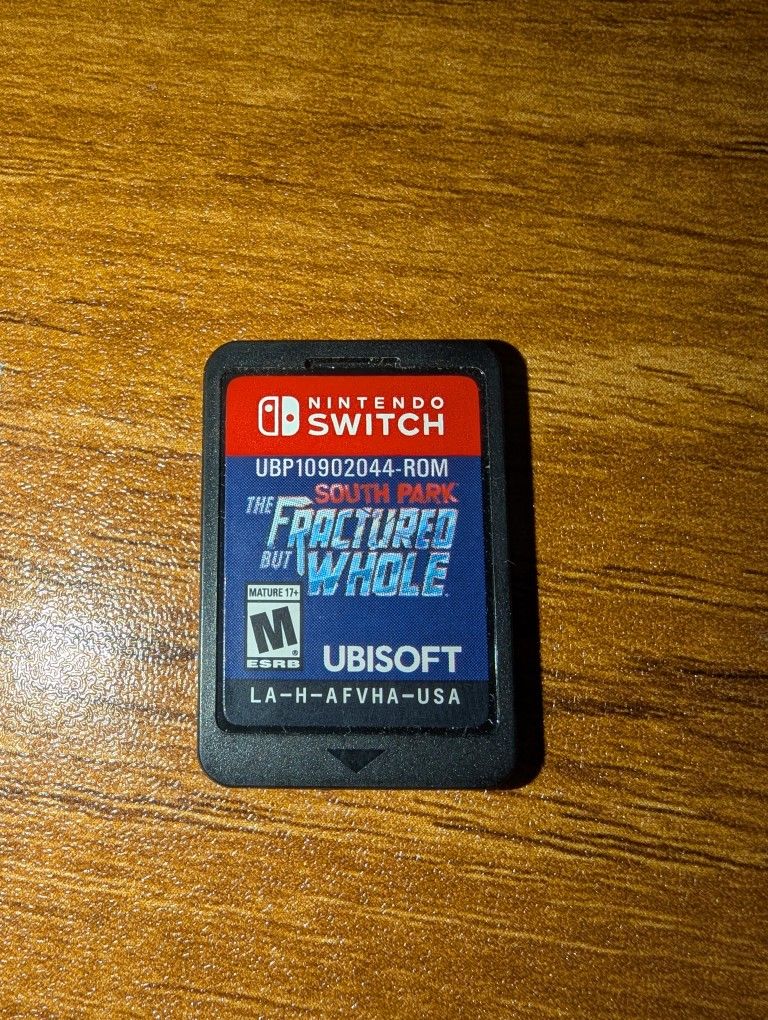 NINTENDO
SWITCH
UBP10902044-ROM
SOUTH PARK
THE FRACTURED
BUT WHOLE
MATURE 17+
M
®
ESRB
UBISOFT
LA-H-AFVHA-USA